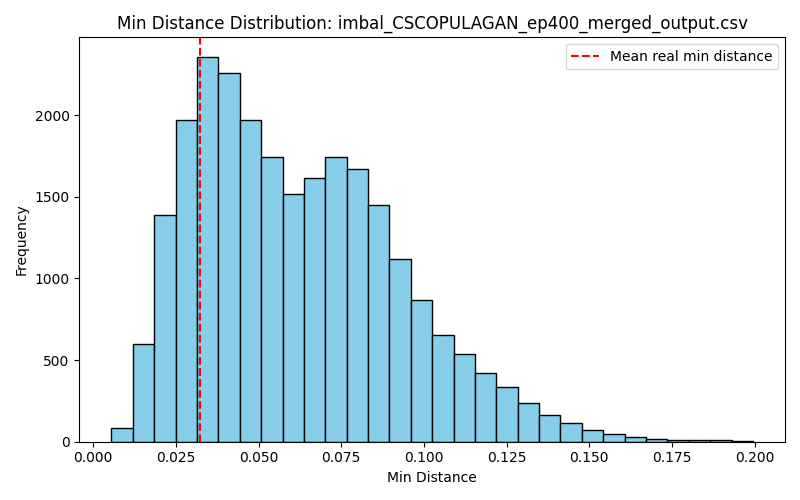 Min Distance Distribution: imbal_CSCOPULAGAN_ep400_merged_output.csv
Mean real min distance
Frequency
2000
1500
1000
500
0
0.000 0.025 0.050 0.075 0.100 0.125 0.150 0.175 0.200
Min Distance